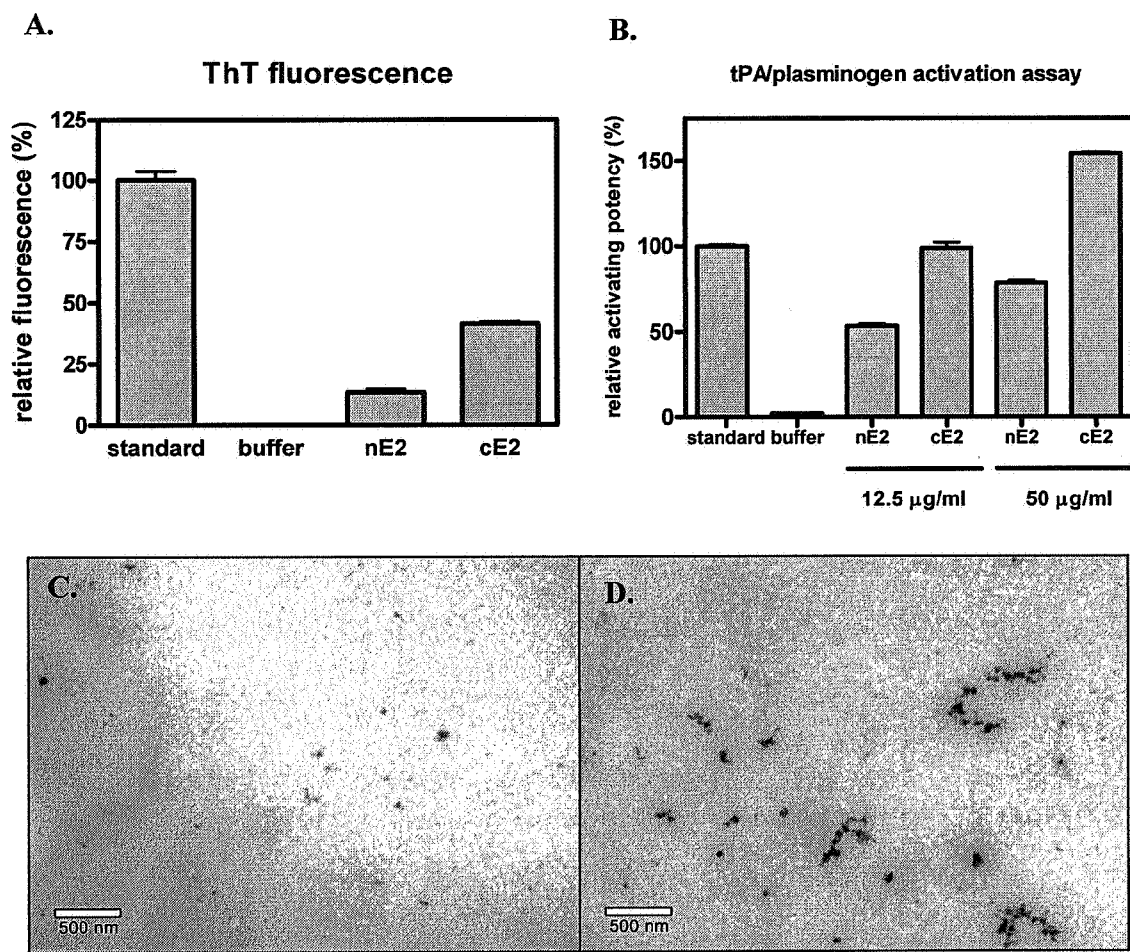 A.
ThT fluorescence
relative fluorescence (%)
125
100
75
50
25
0
standard buffer nE2 cE2
B.
tPA/plasminogen activation assay
relative activating potency (%)
150
100
50
0
standard buffer nE2 cE2 nE2 cE2
12.5 μg/ml 50 μg/ml
C.
500 nm
D.
500 nm